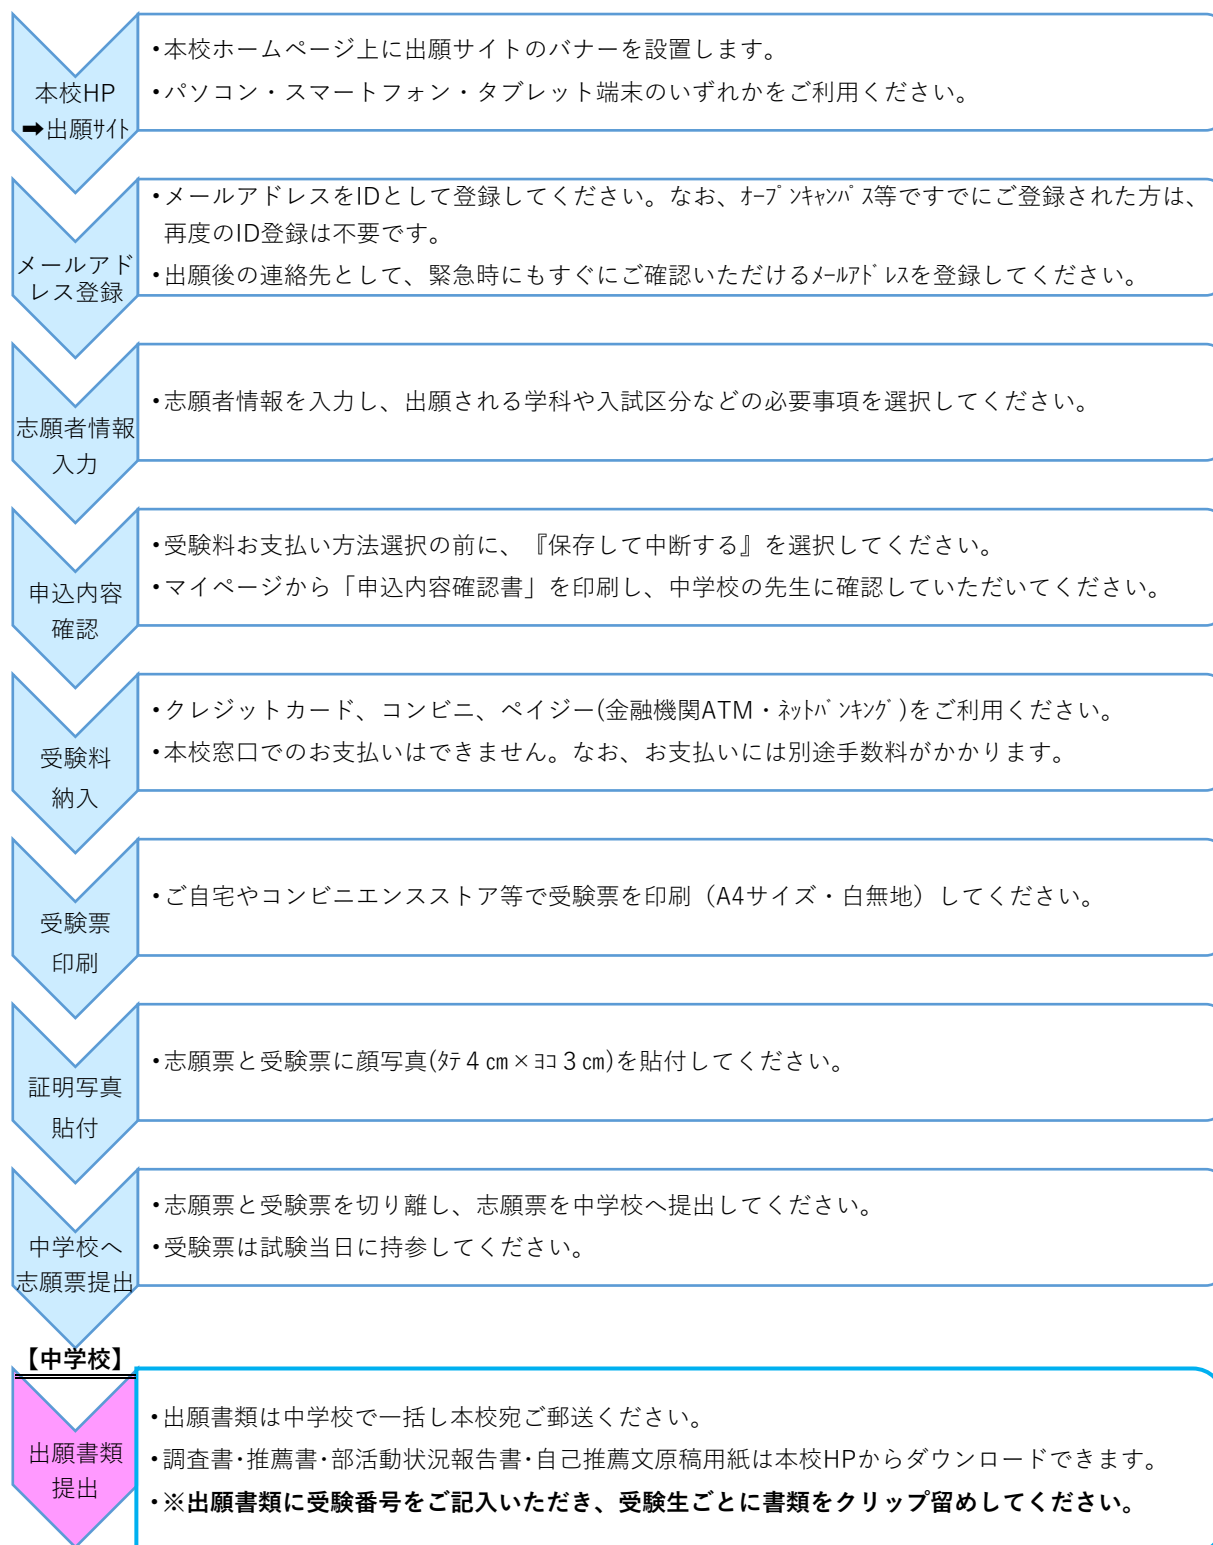 ・本校ホームページ上に出願サイトのバナーを設置します。
・パソコン・スマートフォン・タブレット端末のいずれかをご利用ください。
本校HP
➡出願ｻｲﾄ
・メールアドレスをIDとして登録してください。なお、ｵｰﾌﾟﾝｷｬﾝﾊﾟｽ等ですでにご登録された方は、
再度のID登録は不要です。
・出願後の連絡先として、緊急時にもすぐにご確認いただけるﾒｰﾙｱﾄﾞﾚｽを登録してください。
メールアド
レス登録
・志願者情報を入力し、出願される学科や入試区分などの必要事項を選択してください。
志願者情報
入力
・受験料お支払い方法選択の前に、『保存して中断する』を選択してください。
・マイページから「申込内容確認書」を印刷し、中学校の先生に確認していただいてください。
申込内容
確認
・クレジットカード、コンビニ、ペイジー(金融機関ATM・ﾈｯﾄﾊﾞﾝｷﾝｸﾞ)をご利用ください。
・本校窓口でのお支払いはできません。なお、お支払いには別途手数料がかかります。
受験料
納入
・ご自宅やコンビニエンスストア等で受験票を印刷（A4サイズ・白無地）してください。
受験票
印刷
・志願票と受験票に顔写真(ﾀﾃ４㎝×ﾖｺ３㎝)を貼付してください。
証明写真
貼付
・志願票と受験票を切り離し、志願票を中学校へ提出してください。
・受験票は試験当日に持参してください。
中学校へ
志願票提出
【中学校】
・出願書類は中学校で一括し本校宛ご郵送ください。
・調査書・推薦書・部活動状況報告書・自己推薦文原稿用紙は本校HPからダウンロードできます。
・※出願書類に受験番号をご記入いただき、受験生ごとに書類をクリップ留めしてください。
出願書類
提出